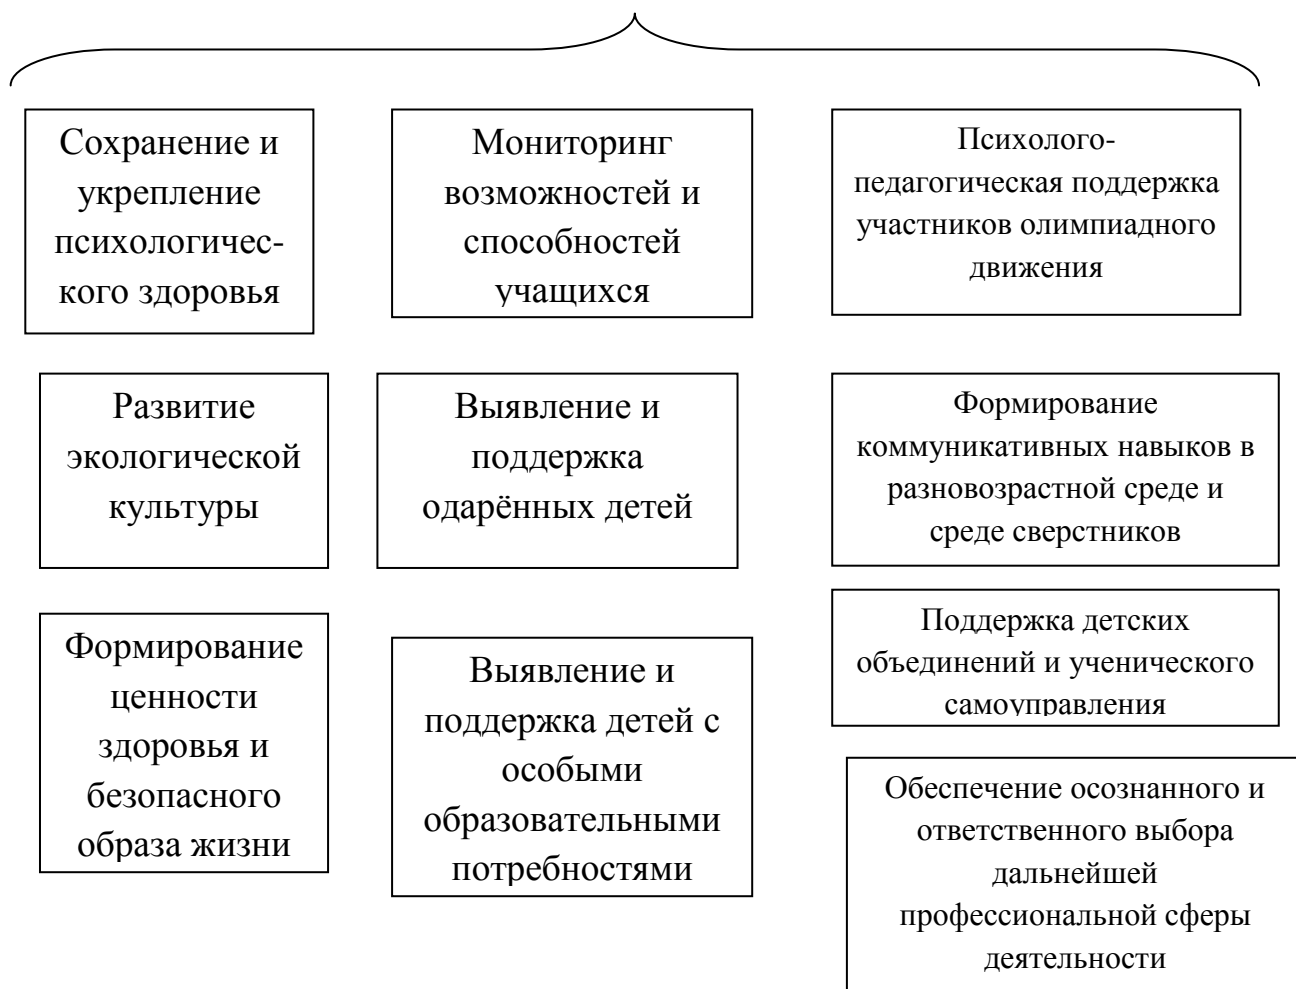 Сохранение и
укрепление
психологичес-
кого здоровья
Мониторинг
возможностей и
способностей
учащихся
Психолого-
педагогическая поддержка
участников олимпиадного
движения
Развитие
экологической
культуры
Выявление и
поддержка
одарённых детей
Формирование
коммуникативных навыков в
разновозрастной среде и
среде сверстников
Формирование
ценности
здоровья и
безопасного
образа жизни
Выявление и
поддержка детей с
особыми
образовательными
потребностями
Поддержка детских
объединений и ученического
самоуправления
Обеспечение осознанного и
ответственного выбора
дальнейшей
профессиональной сферы
деятельности